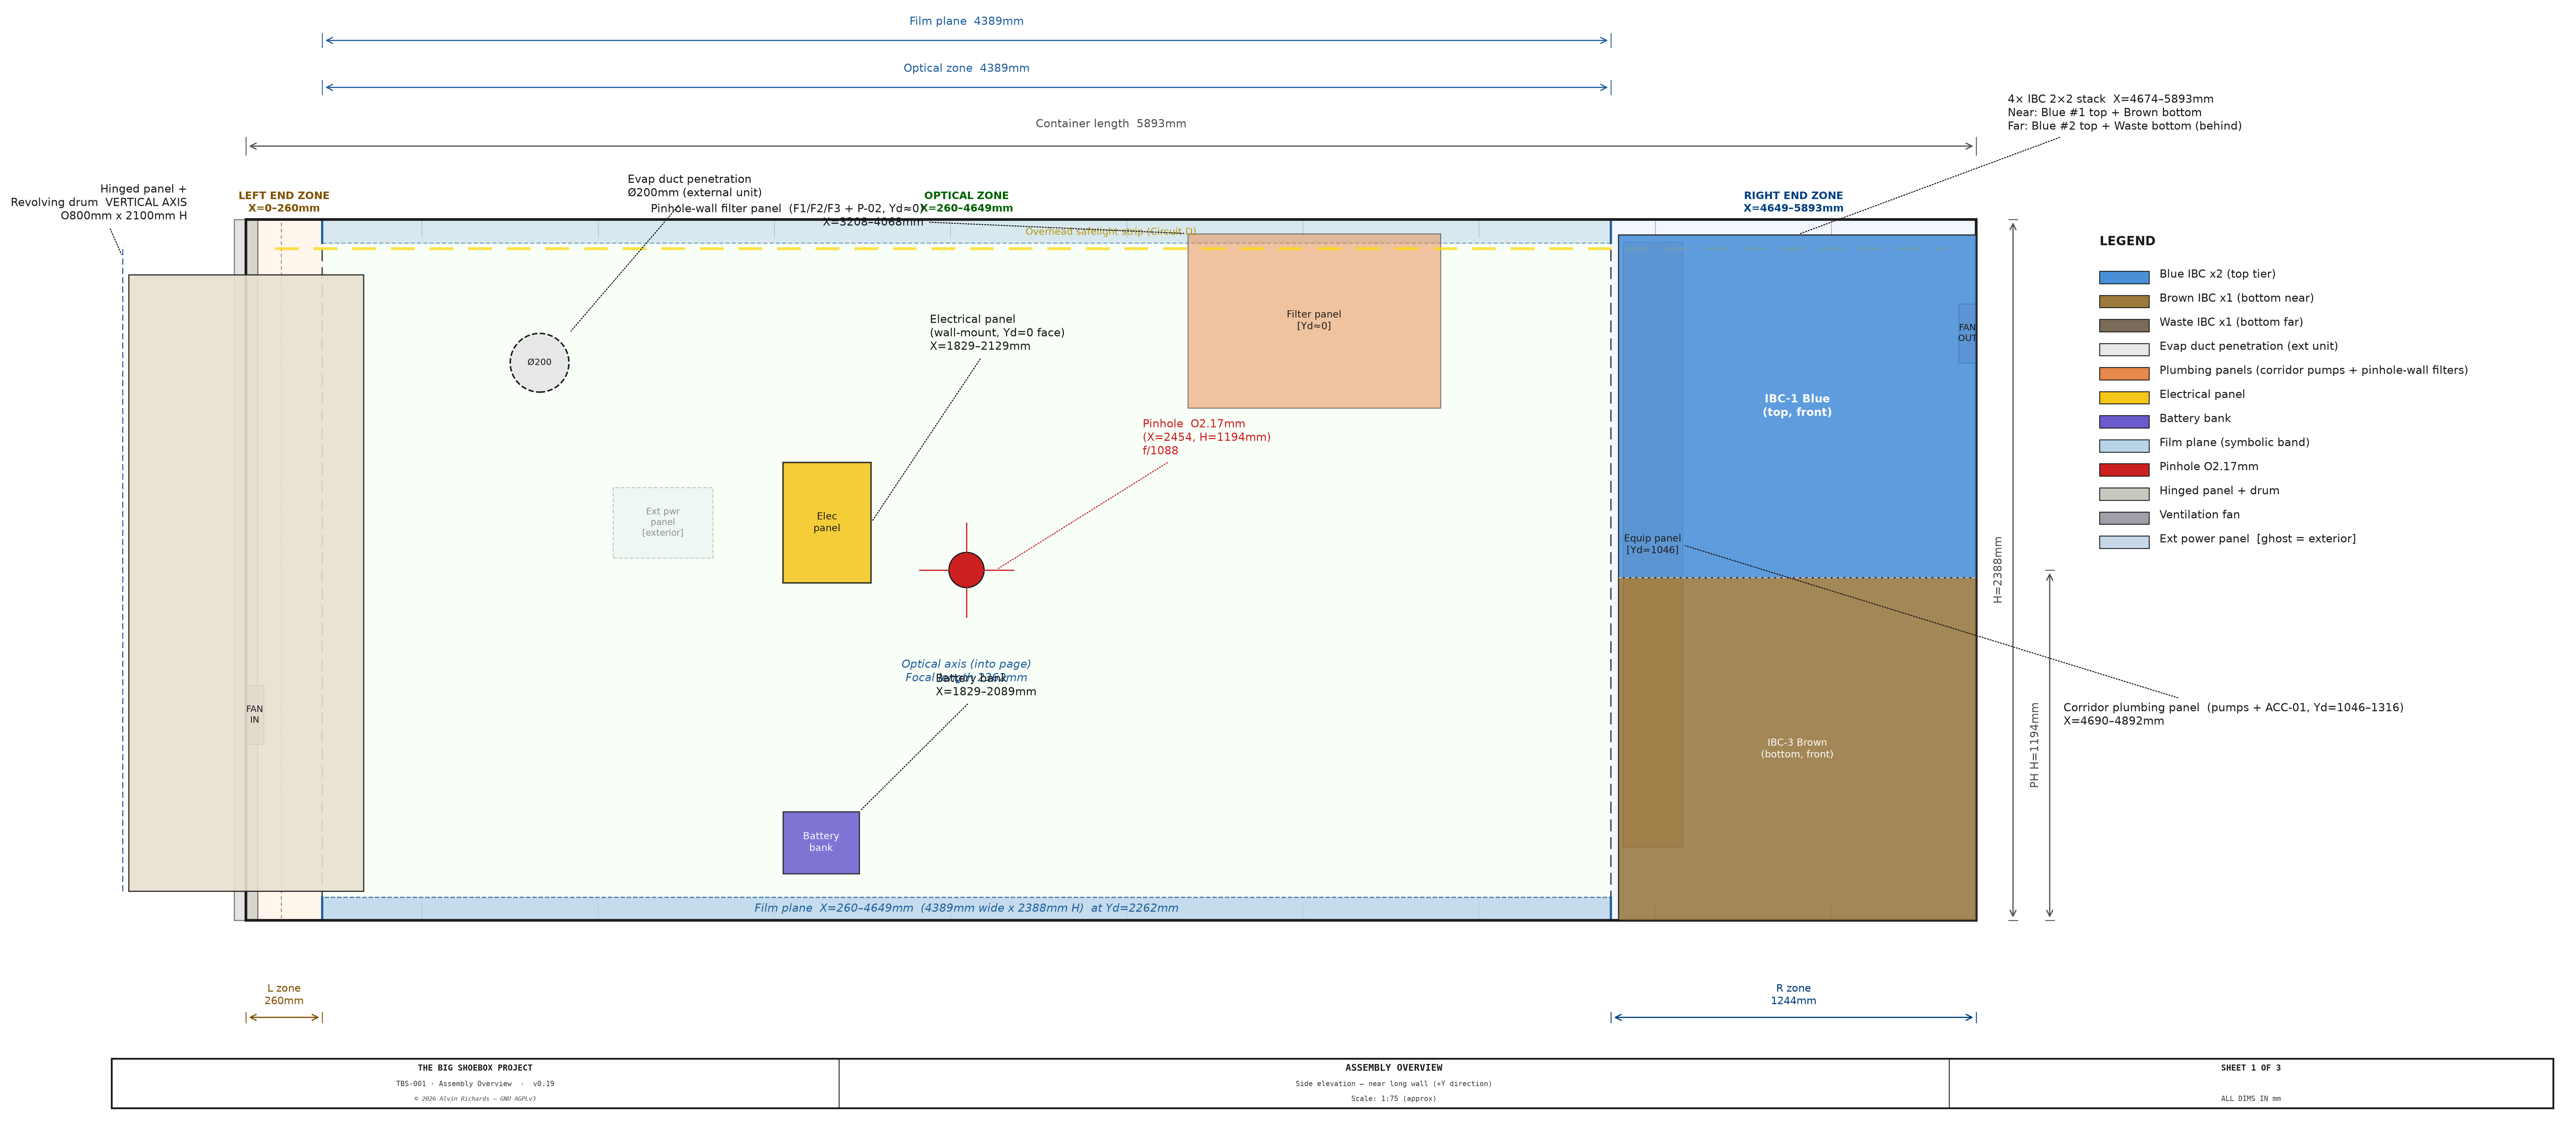 Film plane  4389mm
Optical zone  4389mm
Container length  5893mm
4× IBC 2×2 stack  X=4674–5893mm
Near: Blue #1 top + Brown bottom
Far: Blue #2 top + Waste bottom (behind)
Hinged panel +
Revolving drum  VERTICAL AXIS
O800mm x 2100mm H
LEFT END ZONE
X=0–260mm
Evap duct penetration
Ø200mm (external unit)
Pinhole-wall filter panel  (F1/F2/F3 + P-02, Yd≈0)
X=3208–4068mm
OPTICAL ZONE
X=260–4649mm
RIGHT END ZONE
X=4649–5893mm
Overhead safelight strip (Circuit D)
Filter panel
[Yd≈0]
Ø200
Electrical panel
(wall-mount, Yd=0 face)
X=1829–2129mm
FAN
OUT
IBC-1 Blue
(top, front)
Pinhole  O2.17mm
(X=2454, H=1194mm)
f/1088
Ext pwr
panel
[exterior]
Elec
panel
Equip panel
[Yd=1046]
H=2388mm
PH H=1194mm
Optical axis (into page)
Focal length 2262mm
Battery bank
X=1829–2089mm
FAN
IN
IBC-3 Brown
(bottom, front)
Corridor plumbing panel  (pumps + ACC-01, Yd=1046–1316)
X=4690–4892mm
Battery
bank
Film plane  X=260–4649mm  (4389mm wide x 2388mm H)  at Yd=2262mm
LEGEND
Blue IBC x2 (top tier)
Brown IBC x1 (bottom near)
Waste IBC x1 (bottom far)
Evap duct penetration (ext unit)
Plumbing panels (corridor pumps + pinhole-wall filters)
Electrical panel
Battery bank
Film plane (symbolic band)
Pinhole O2.17mm
Hinged panel + drum
Ventilation fan
Ext power panel  [ghost = exterior]
L zone
260mm
R zone
1244mm
THE BIG SHOEBOX PROJECT
TBS-001 · Assembly Overview  ·  v0.19
© 2026 Alvin Richards — GNU AGPLv3
ASSEMBLY OVERVIEW
Side elevation — near long wall (+Y direction)
Scale: 1:75 (approx)
SHEET 1 OF 3
ALL DIMS IN mm